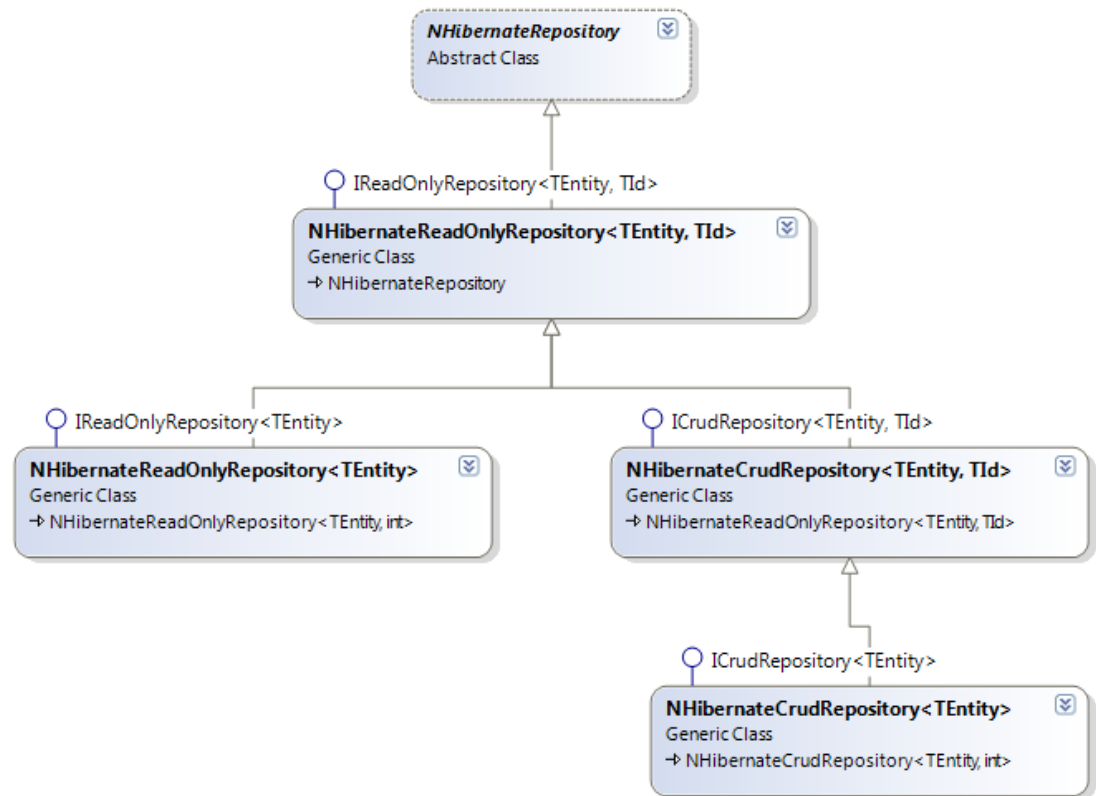 NHibernateRepository
Abstract Class
IReadOnlyRepository<TEntity, TId>
NHibernateReadOnlyRepository<TEntity, TId>
Generic Class
NHibernateRepository
IReadOnlyRepository<TEntity>
NHibernateReadOnlyRepository<TEntity>
Generic Class
NHibernateReadOnlyRepository<TEntity, int>
ICrudRepository<TEntity, TId>
NHibernateCrudRepository<TEntity, TId>
Generic Class
NHibernateReadOnlyRepository<TEntity, TId>
ICrudRepository<TEntity>
NHibernateCrudRepository<TEntity>
Generic Class
NHibernateCrudRepository<TEntity, int>